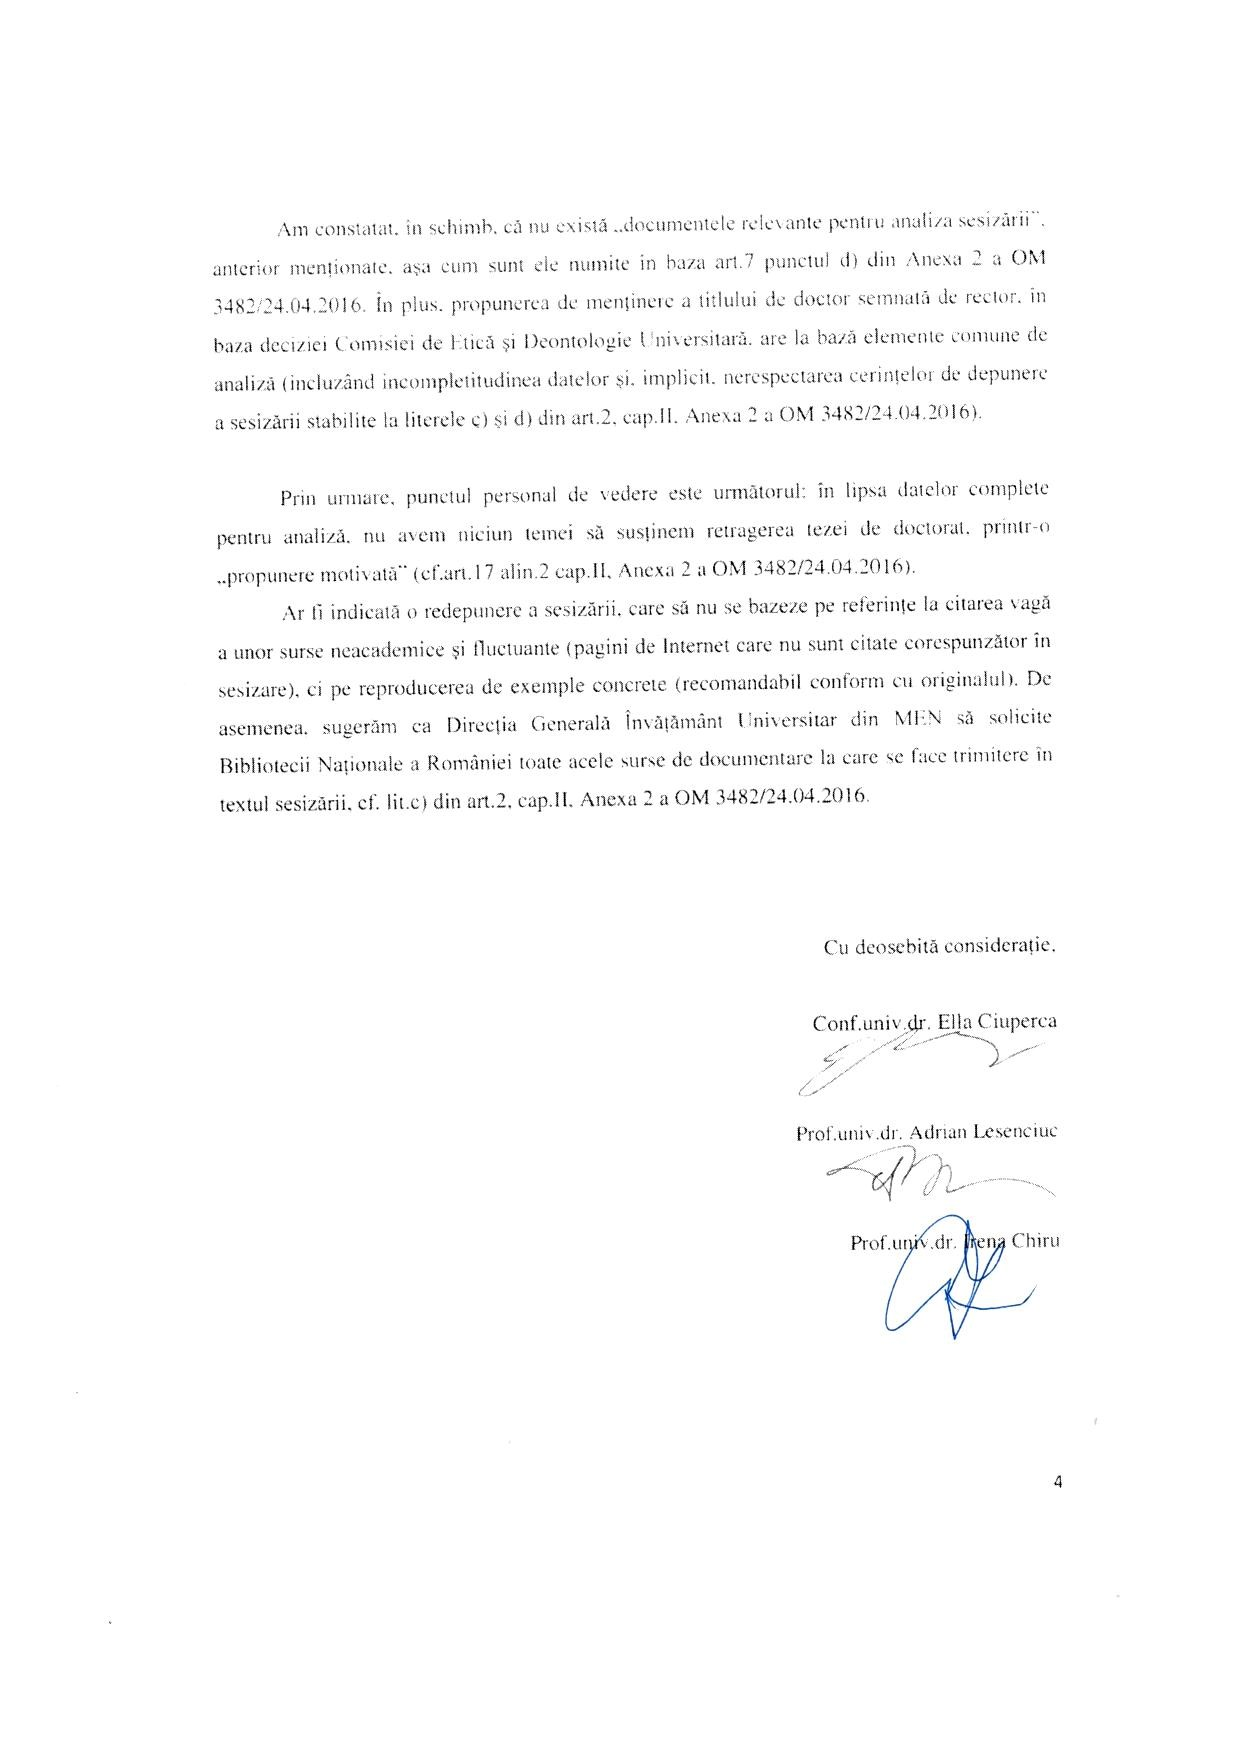 Am constatat, în schimb, că nu există „documentele relevante pentru analiza sesizării",
anterior menționate, așa cum sunt ele numite in baza art.7 punctul d) din Anexa 2 a OM
3482/24.04.2016. În plus, propunerea de menținere a titlului de doctor semnată de rector, in
baza deciziei Comisiei de Etică și Deontologie Universitară, are la bază elemente comune de
analiză (incluzând incompletitudinea datelor și, implicit, nerespectarea cerințelor de depunere
a sesizării stabilite la literele c) și d) din art.2, cap.II, Anexa 2 a OM 3482/24.04.2016).
Prin urmare, punctul personal de vedere este următorul: în lipsa datelor complete
pentru analiză, nu avem niciun temei să susținem retragerea tezei de doctorat, printr-o
„propunere motivată" (cf.art.17 alin.2 cap.II, Anexa 2 a OM 3482/24.04.2016).
Ar fi indicată o redepunere a sesizării, care să nu se bazeze pe referințe la citarea vagă
a unor surse neacademice și fluctuante (pagini de Internet care nu sunt citate corespunzător în
sesizare), ci pe reproducerea de exemple concrete (recomandabil conform cu originalul). De
asemenea, sugerăm ca Direcția Generală Învățământ Universitar din MEN să solicite
Bibliotecii Naționale a României toate acele surse de documentare la care se face trimitere în
textul sesizării, cf. lit.c) din art.2, cap.II, Anexa 2 a OM 3482/24.04.2016.
Cu deosebită considerație,
Conf.univ.dr. Ella Ciuperca
Prof.univ.dr. Adrian Lesenciuc
Prof.univ.dr. Irena Chiru
4